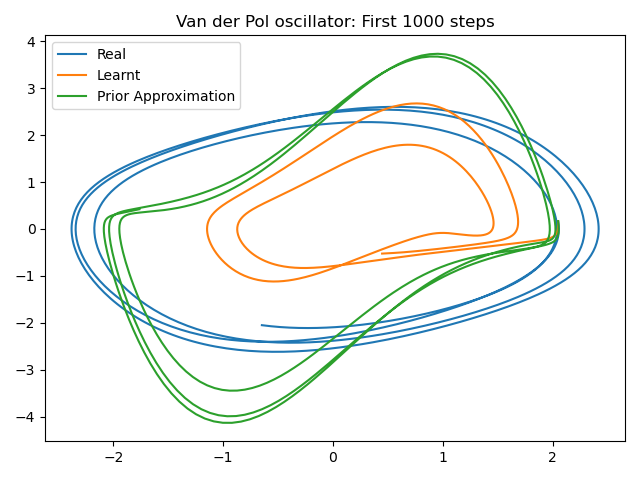 Van der Pol oscillator: First 1000 steps
Real
Learnt
Prior Approximation
4
3
2
1
0
−1
−2
−3
−4
−2 −1 0 1 2